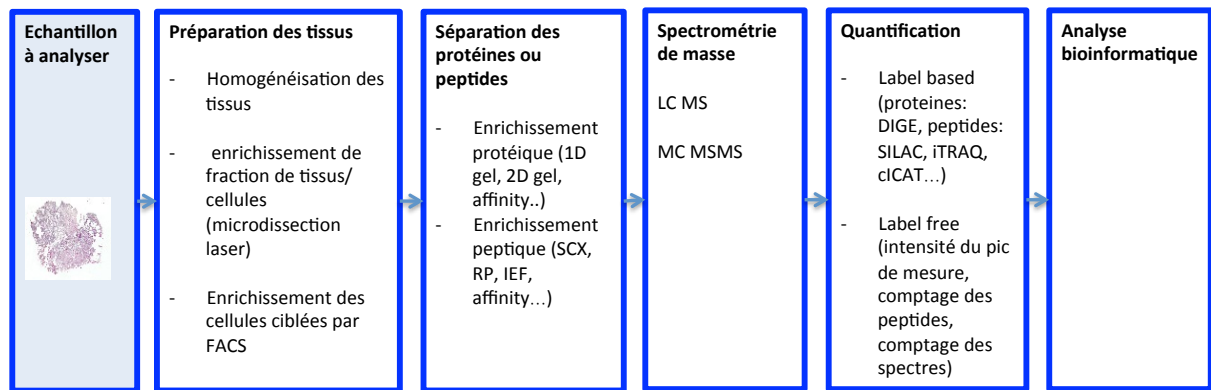 Echantillon
à analyser
Préparation des tissus
- Homogénéisation des
tissus
- enrichissement de
fraction de tissus/
cellules
(microdissection
laser)
- Enrichissement des
cellules ciblées par
FACS
Séparation des
protéines ou
peptides
- Enrichissement
protéique (1D
gel, 2D gel,
affinity..)
- Enrichissement
peptique (SCX,
RP, IEF,
affinity...)
Spectrométrie
de masse
LC MS
MC MSMS
Quantification
- Label based
(proteines:
DIGE, peptides:
SILAC, iTRAQ,
cICAT...)
- Label free
(intensité du pic
de mesure,
comptage des
peptides,
comptage des
spectres)
Analyse
bioinformatique